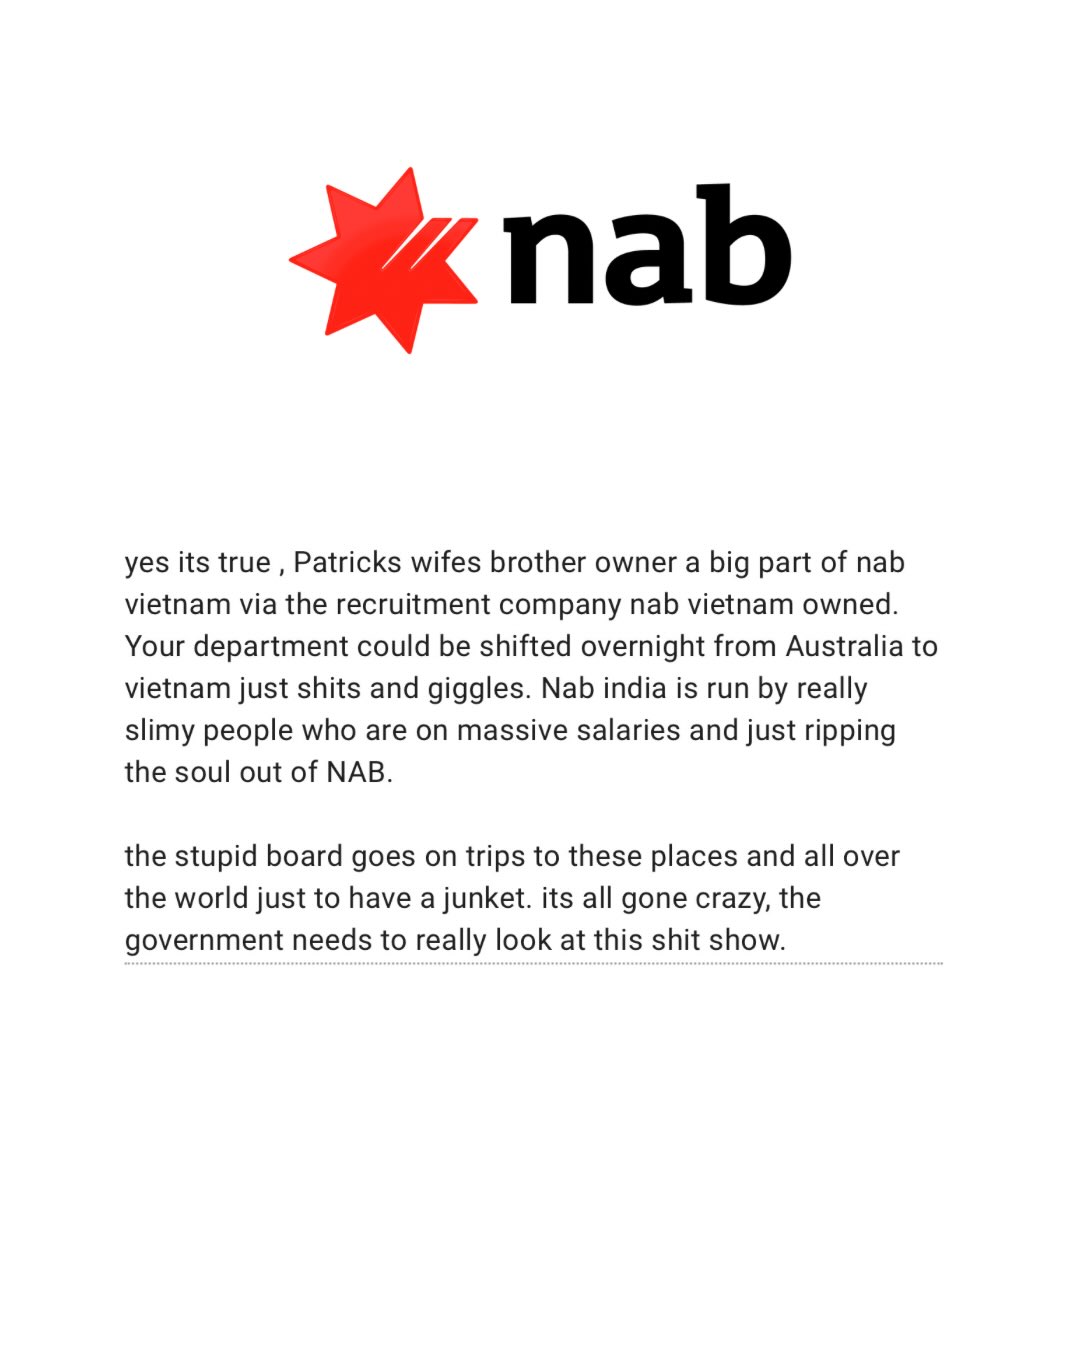 nab
yes its true , Patricks wifes brother owner a big part of nab
vietnam via the recruitment company nab vietnam owned.
Your department could be shifted overnight from Australia to
vietnam just shits and giggles. Nab india is run by really
slimy people who are on massive salaries and just ripping
the soul out of NAB.
the stupid board goes on trips to these places and all over
the world just to have a junket. its all gone crazy, the
government needs to really look at this shit show.